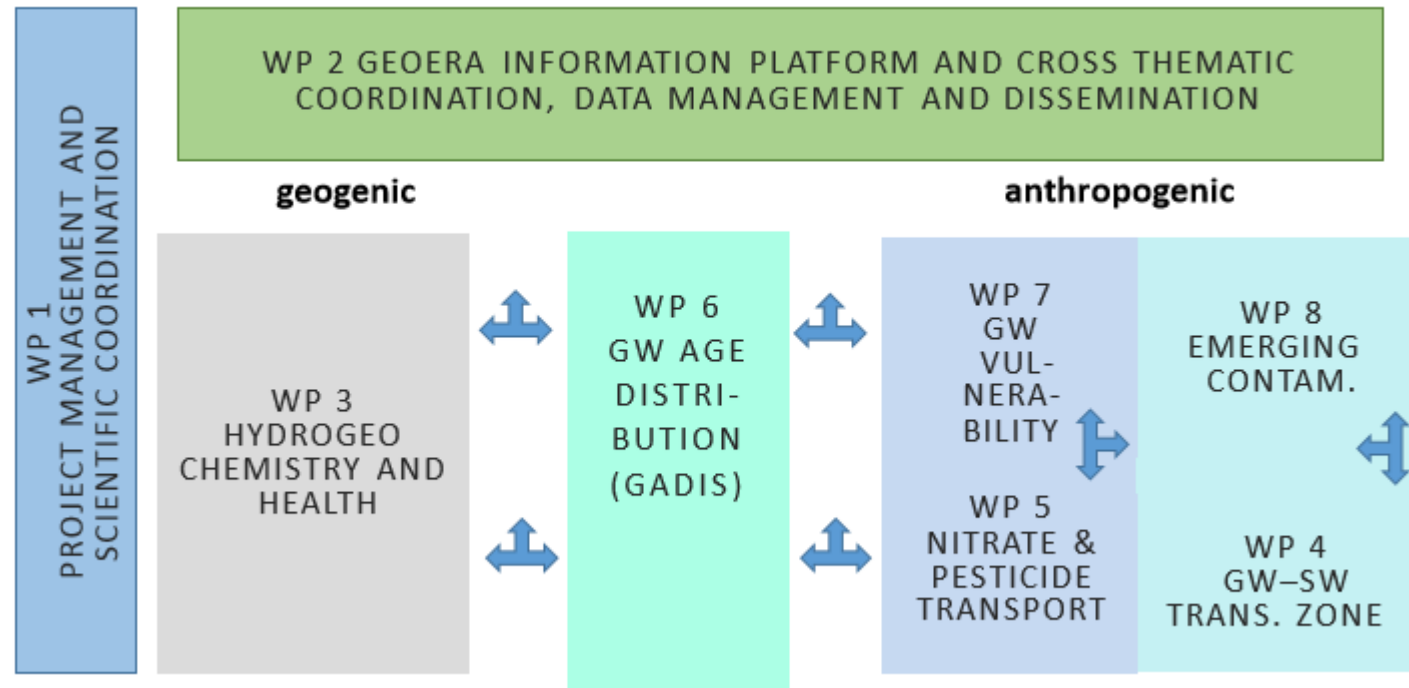 WP 1
PROJECT MANAGEMENT AND
SCIENTIFIC COORDINATION
WP 2 GEOERA INFORMATION PLATFORM AND CROSS THEMATIC
COORDINATION, DATA MANAGEMENT AND DISSEMINATION
geogenic
anthropogenic
WP 3
HYDROGEO
CHEMISTRY AND
HEALTH
WP 6
GW AGE
DISTRI-
BUTION
(GADIS)
WP 7
GW
VUL-
NERA-
BILITY
WP 5
NITRATE &
PESTICIDE
TRANSPORT
WP 8
EMERGING
CONTAM.
WP 4
GW–SW
TRANS. ZONE